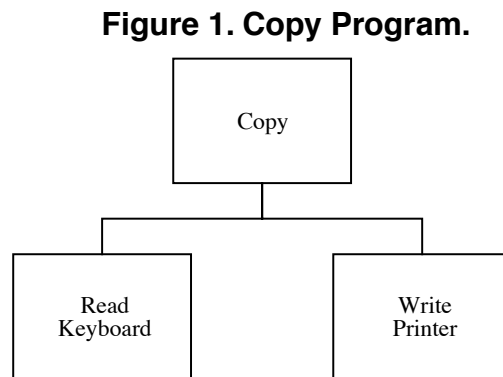 Figure 1. Copy Program.
Copy
Read
Keyboard
Write
Printer